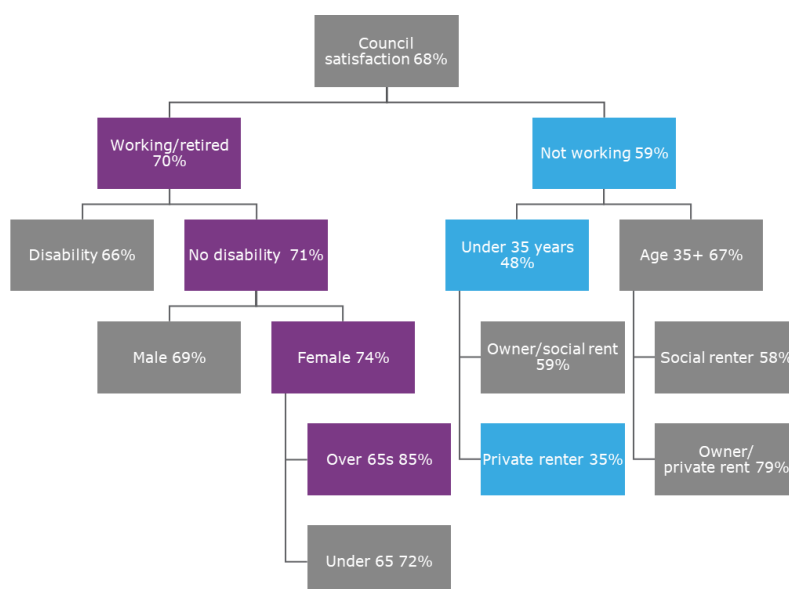 Council
satisfaction 68%
Working/retired
70%
Not working 59%
Disability 66%
No disability 71%
Under 35 years
48%
Age 35+ 67%
Male 69%
Female 74%
Owner/social rent
59%
Social renter 58%
Over 65s 85%
Private renter 35%
Owner/
private rent 79%
Under 65 72%